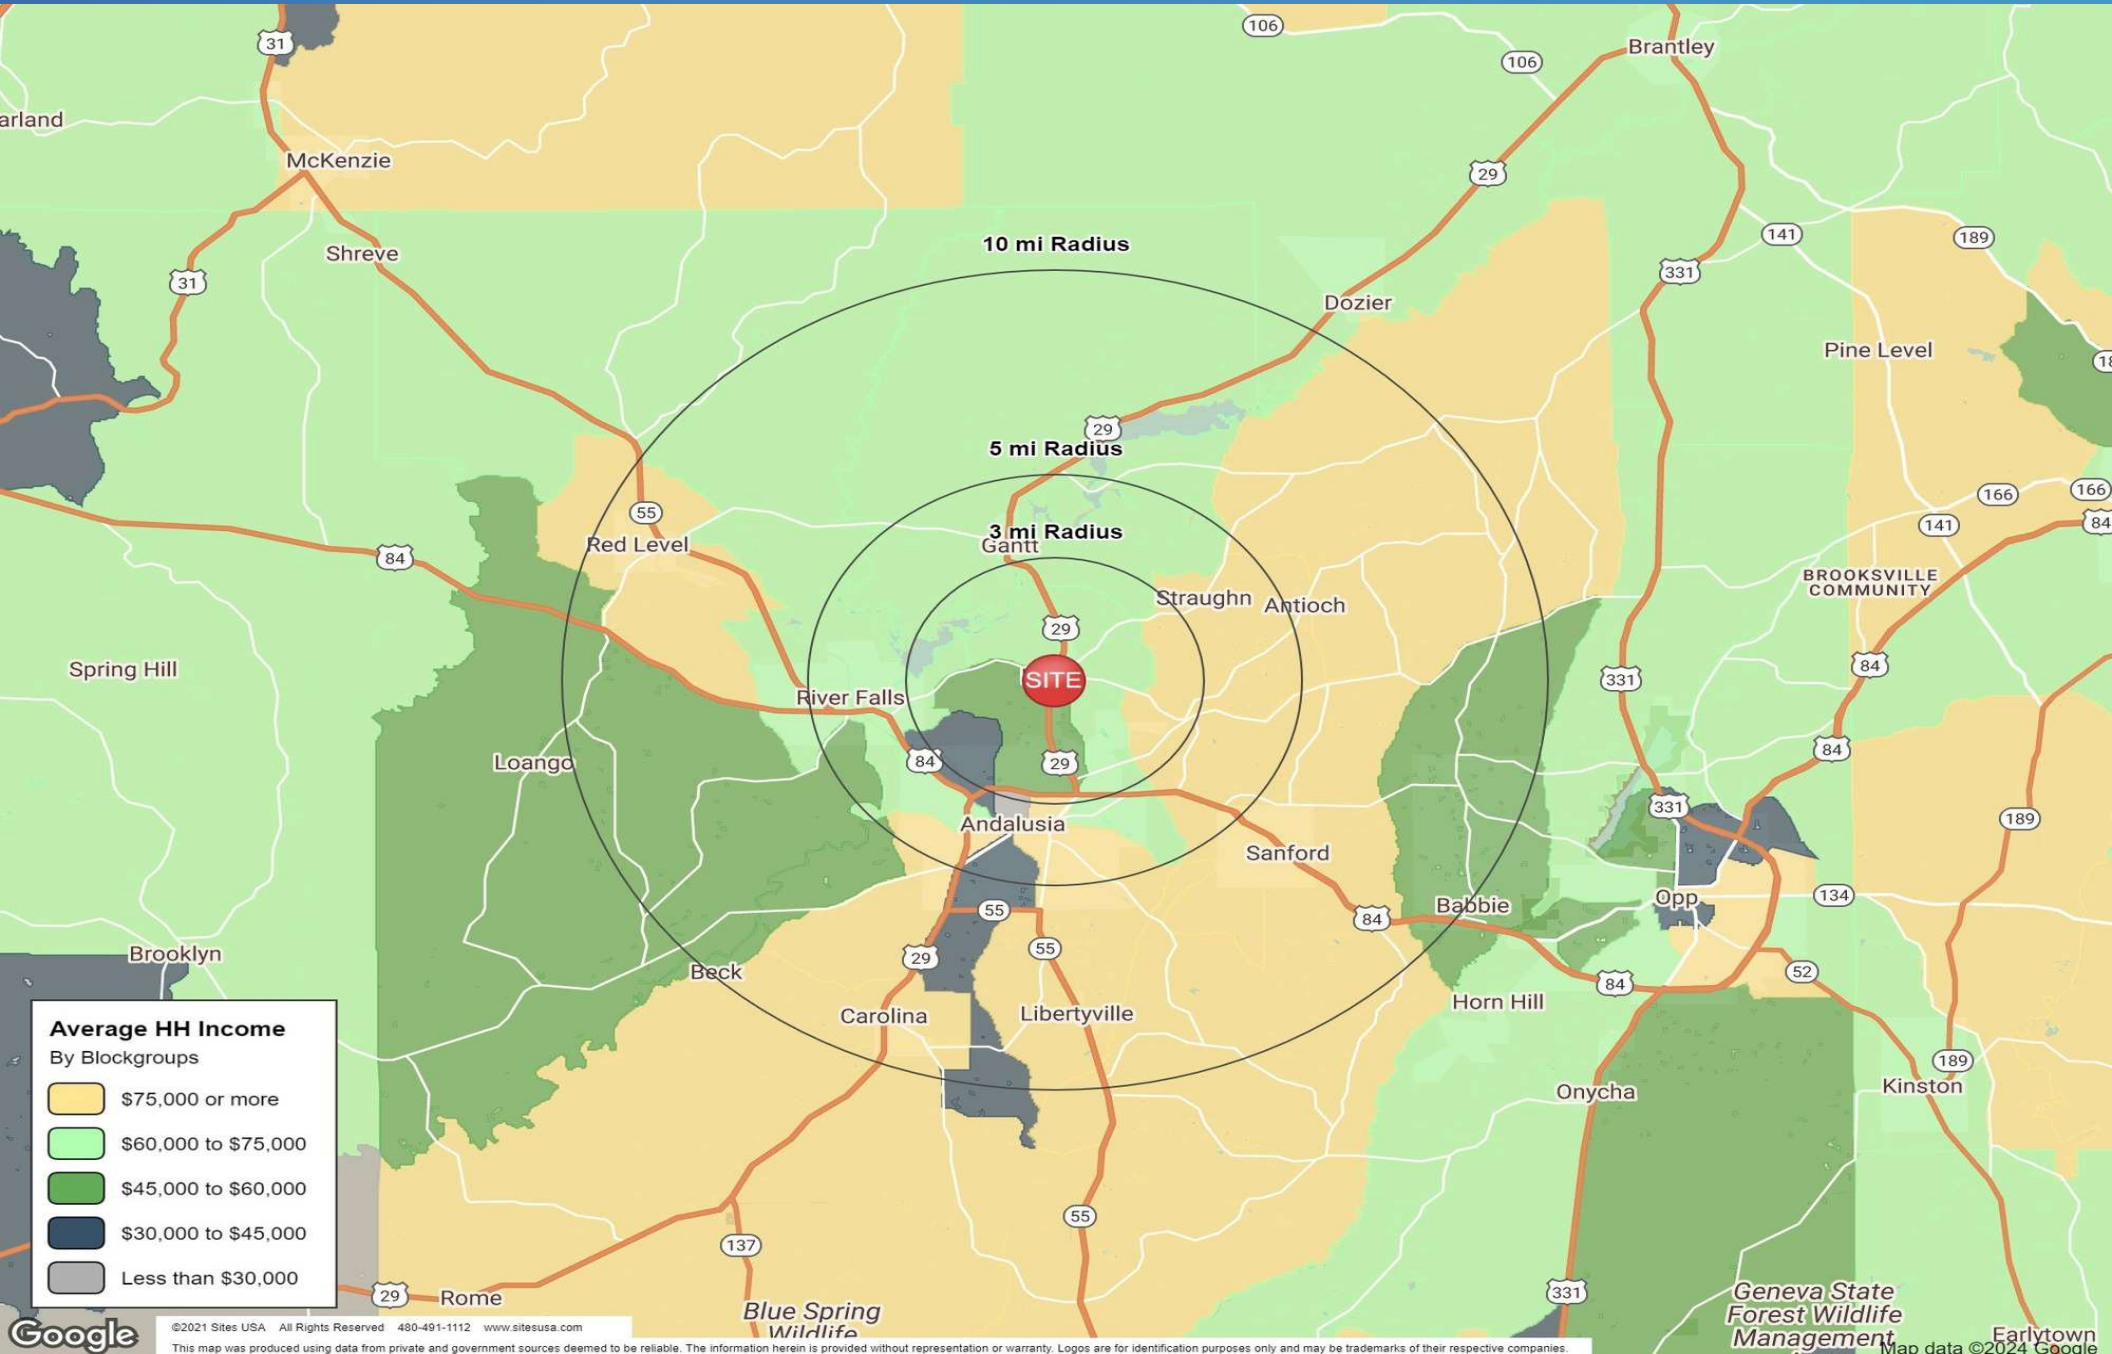 106
31
Brantley
106
arland
McKenzie
29
141
189
10 mi Radius
Shreve
331
31
Dozier
Pine Level
18
29
5 mi Radius
166
166
55
141
84
3 mi Radius
Gantt
Red Level
84
BROOKSVILLE
COMMUNITY
Straughn
Antioch
29
84
Spring Hill
SITE
331
River Falls
84
Loango
84
29
331
189
Andalusia
Sanford
134
Opp
Babbie
55
84
Brooklyn
55
29
Beck
52
84
Horn Hill
Carolina
Libertyville
Average HH Income
By Blockgroups
$75,000 or more
$60,000 to $75,000
$45,000 to $60,000
$30,000 to $45,000
Less than $30,000
189
Kinston
Onycha
55
137
29
Rome
331
Geneva State
Forest Wildlife
Management
Blue Spring
Wildlife
Earlytown
Google
©2021 Sites USA All Rights Reserved 480-491-1112 www.sitesusa.com
Map data ©2024 Google
This map was produced using data from private and government sources deemed to be reliable. The information herein is provided without representation or warranty. Logos are for identification purposes only and may be trademarks of their respective companies.